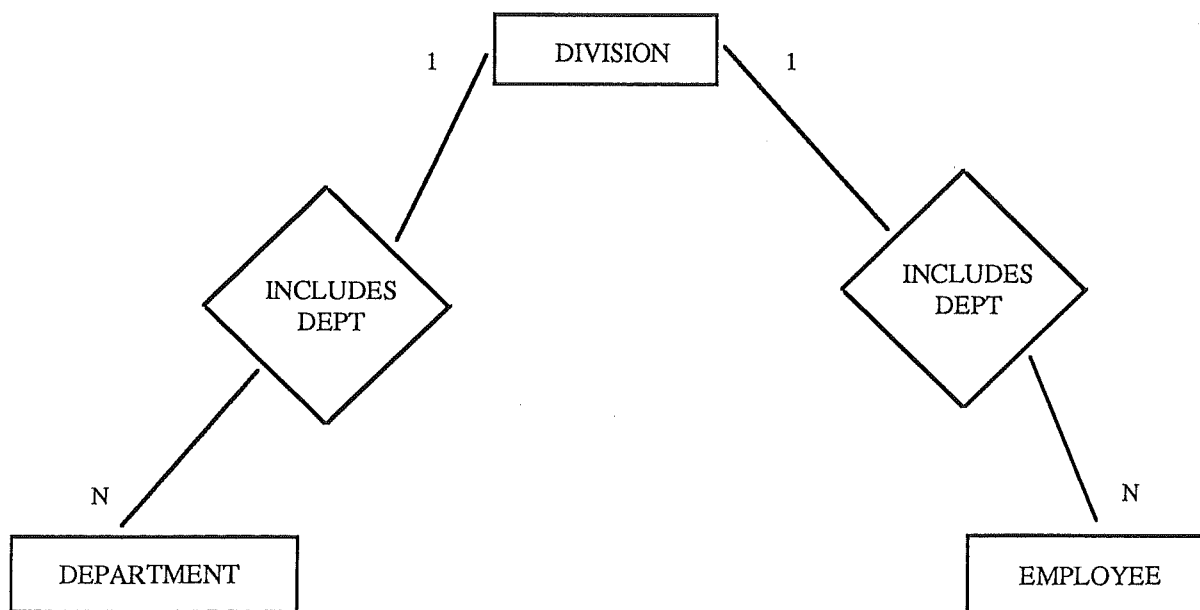 DIVISION
1
1
INCLUDES
DEPT
INCLUDES
DEPT
N
N
DEPARTMENT
EMPLOYEE